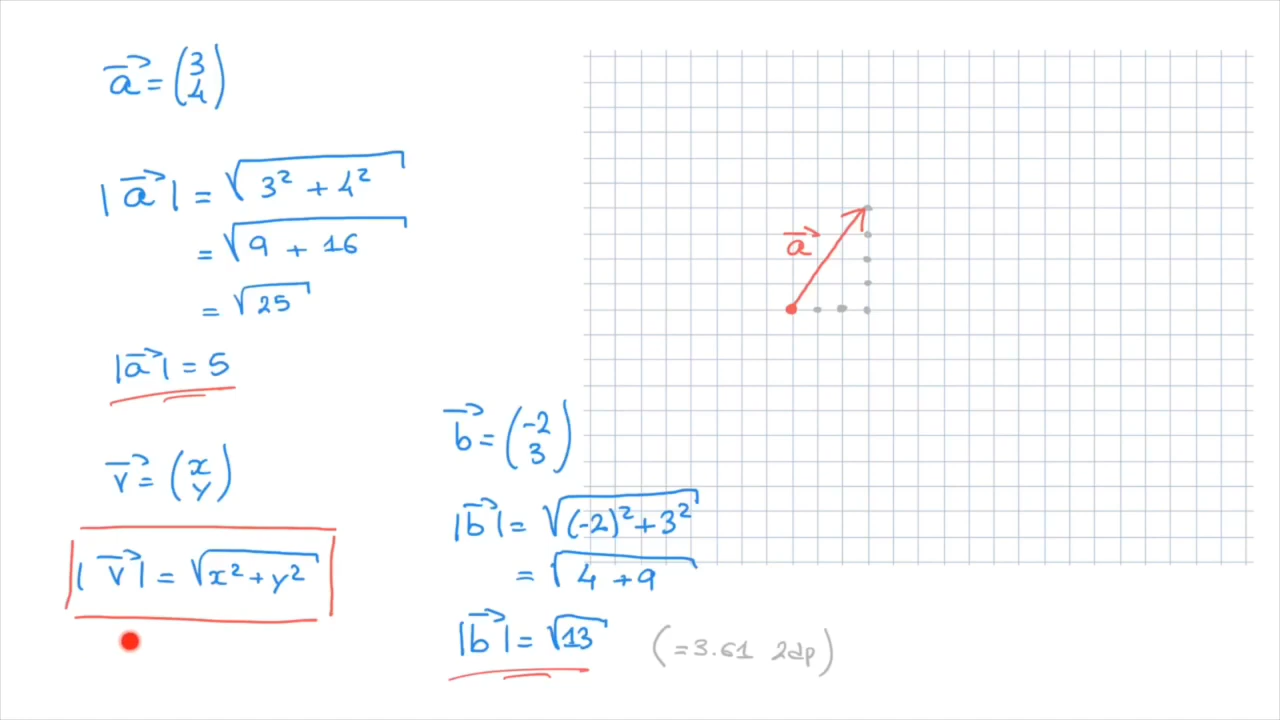 a⃗ = (3
4)
|a⃗| = √(3² + 4²)
= √(9 + 16)
= √25
|a⃗| = 5
v⃗ = (x
y)
|v⃗| = √(x² + y²)
b⃗ = (-2
3)
|b⃗| = √((-2)² + 3²)
= √(4 + 9)
|b⃗| = √13 (= 3.61 2dp)
a⃗